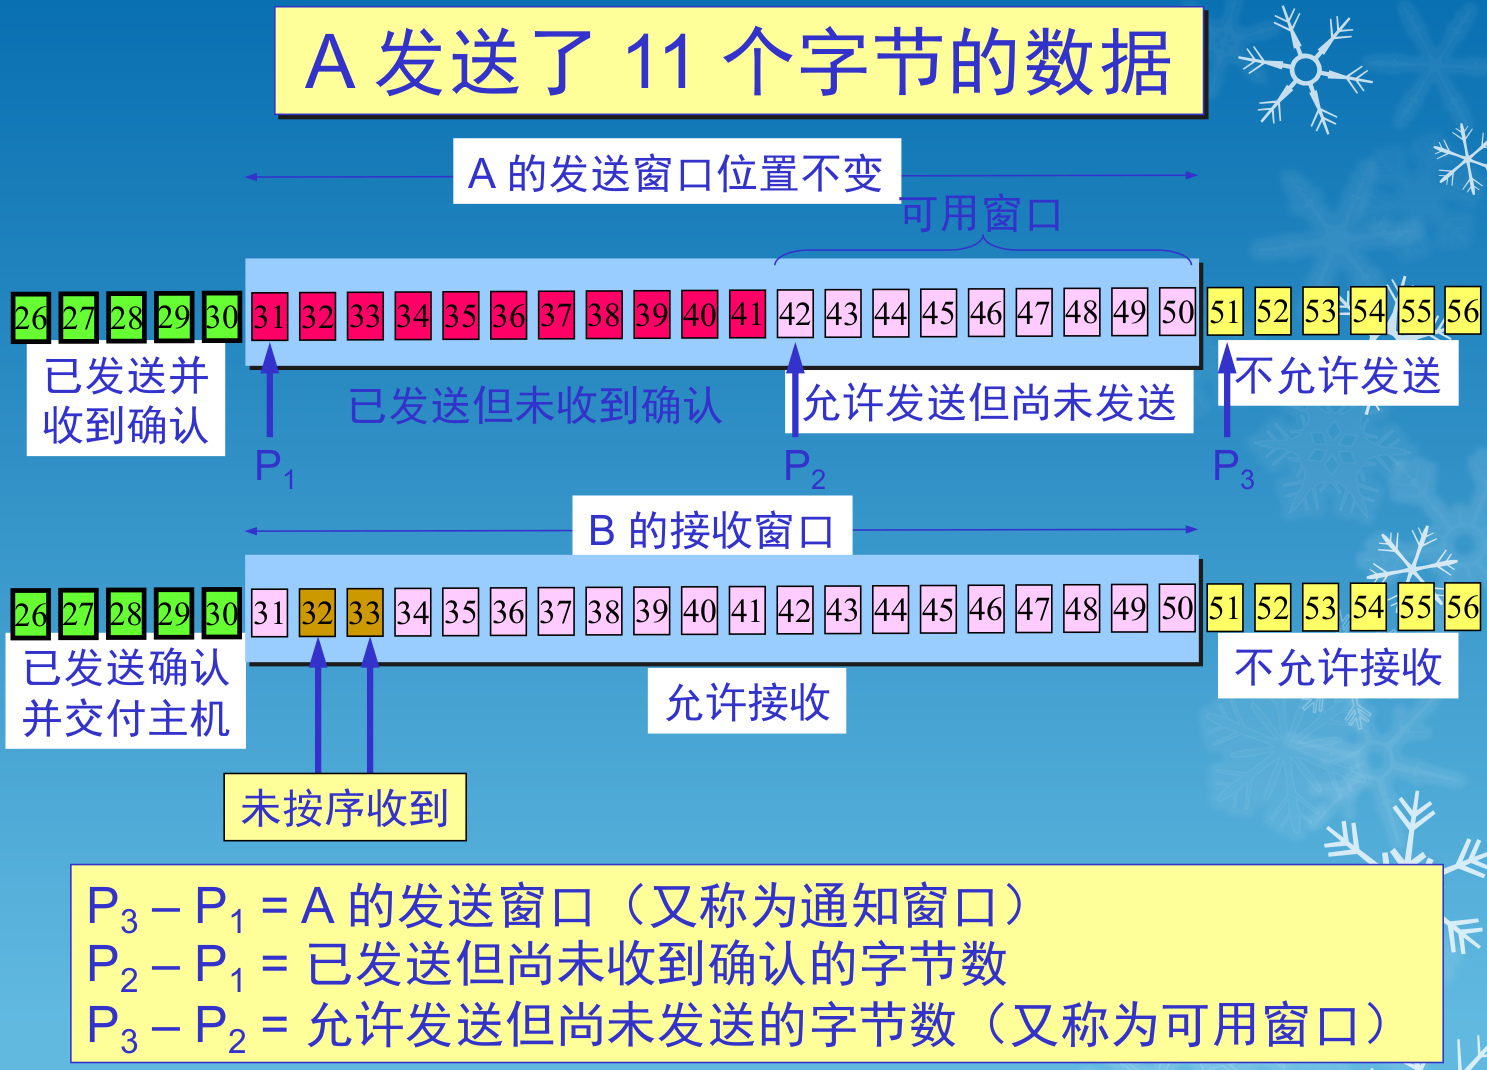 A 发送了 11 个字节的数据
A 的发送窗口位置不变
可用窗口
26 27 28 29 30 31 32 33 34 35 36 37 38 39 40 41 42 43 44 45 46 47 48 49 50 51 52 53 54 55 56
已发送并
收到确认
已发送但未收到确认
允许发送但尚未发送
不允许发送
P1 P2 P3
B 的接收窗口
26 27 28 29 30 31 32 33 34 35 36 37 38 39 40 41 42 43 44 45 46 47 48 49 50 51 52 53 54 55 56
已发送确认
并交付主机
允许接收
不允许接收
未按序收到
P3 – P1 = A 的发送窗口（又称为通知窗口）
P2 – P1 = 已发送但尚未收到确认的字节数
P3 – P2 = 允许发送但尚未发送的字节数（又称为可用窗口）